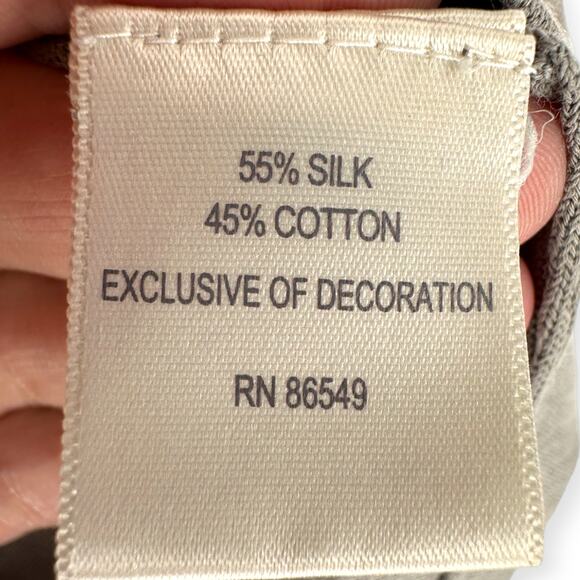 55% SILK
45% COTTON
EXCLUSIVE OF DECORATION
RN 86549